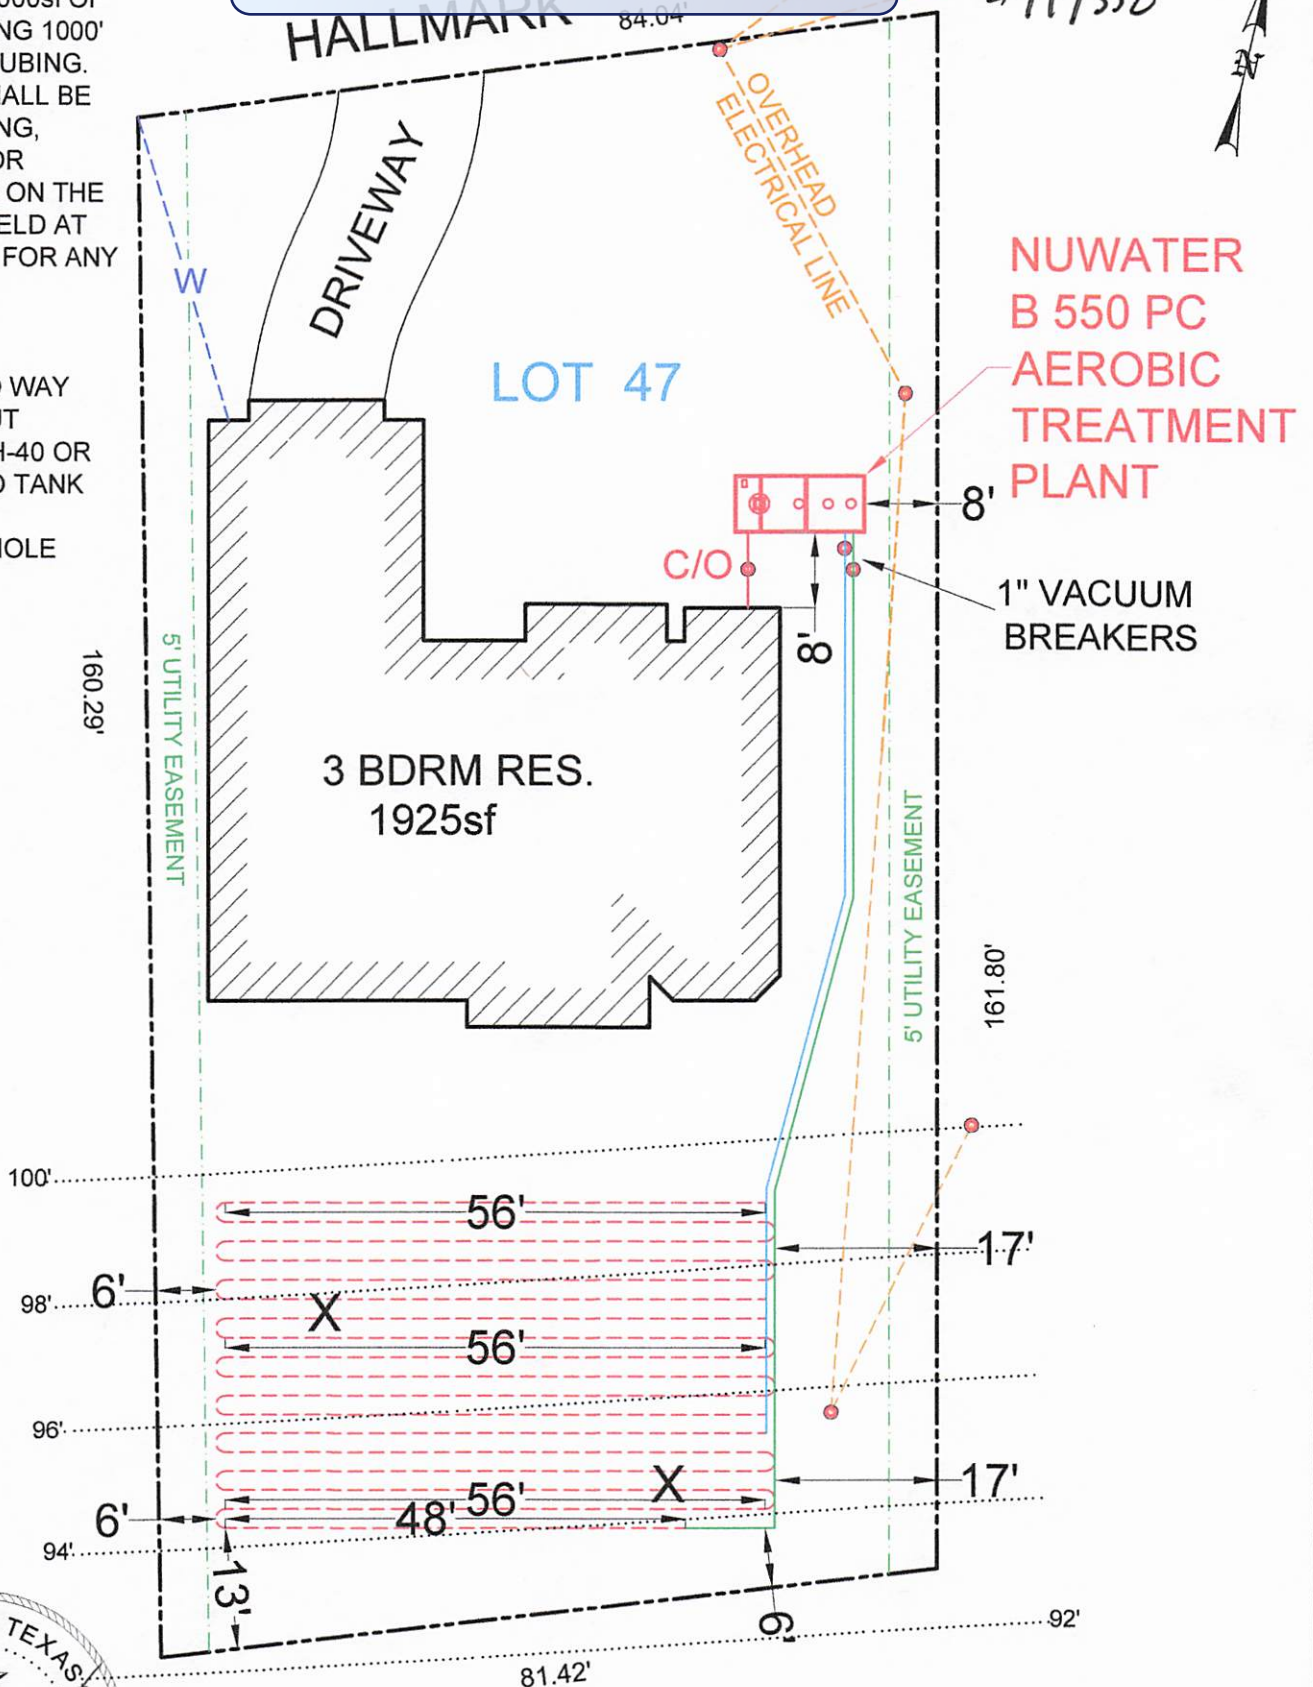 NG 1000'
UBING.
ALL BE
NG,
OR
ON THE
ELD AT
FOR ANY
WAY
UT
H-40 OR
TANK
HOLE
HALLMARK
84.04'
N
OVERHEAD
ELECTRICAL LINE
DRIVEWAY
W
LOT 47
NUWATER
B 550 PC
AEROBIC
TREATMENT
PLANT
8'
C/O
8'
1" VACUUM
BREAKERS
160.29'
5' UTILITY EASEMENT
3 BDRM RES.
1925sf
5' UTILITY EASEMENT
161.80'
100'
56'
17'
6'
98'
X
56'
96'
X
17'
56'
6'
48'
94'
13'
6'
92'
TEXAS
81.42'